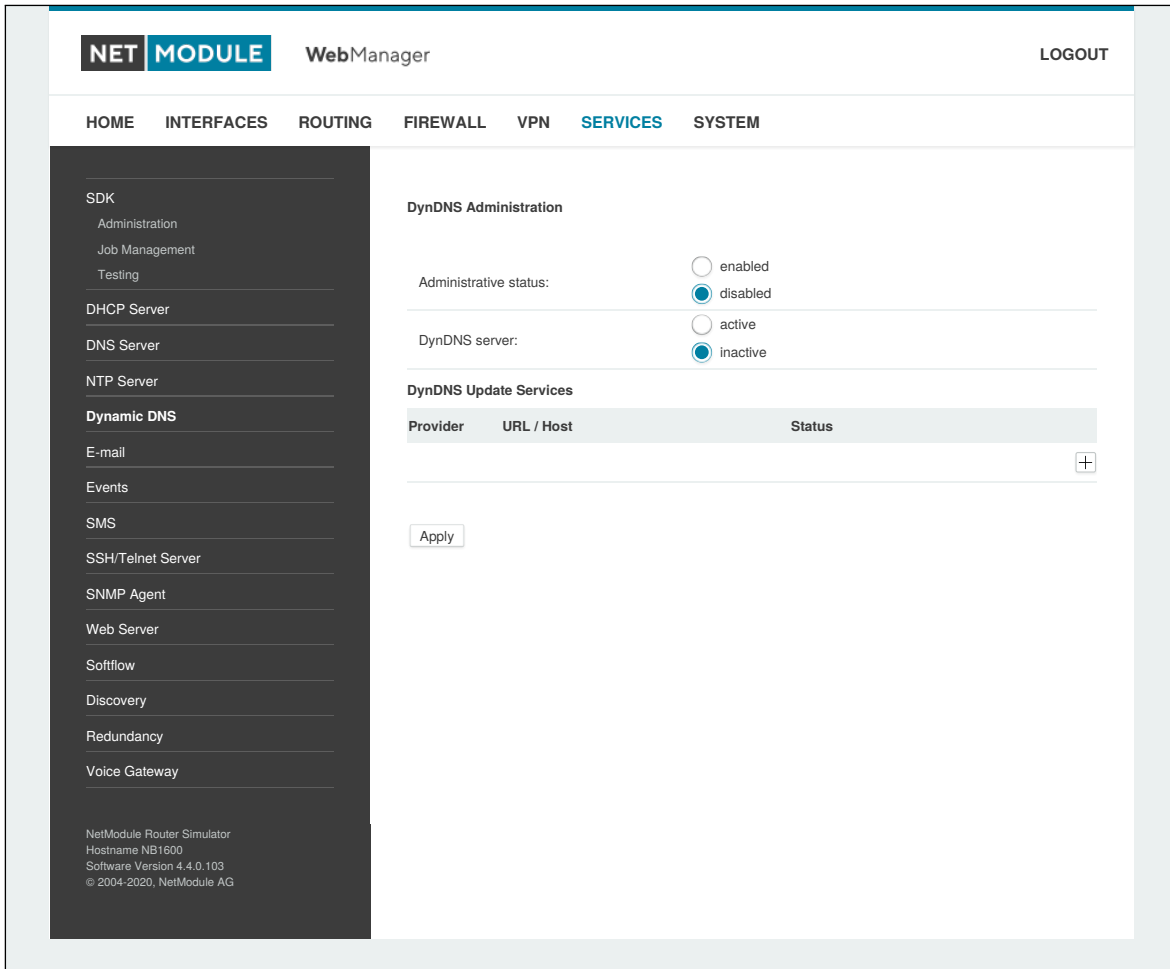 NET MODULE WebManager LOGOUT
HOME INTERFACES ROUTING FIREWALL VPN SERVICES SYSTEM
SDK
Administration
Job Management
Testing
DHCP Server
DNS Server
NTP Server
Dynamic DNS
E-mail
Events
SMS
SSH/Telnet Server
SNMP Agent
Web Server
Softflow
Discovery
Redundancy
Voice Gateway
NetModule Router Simulator
Hostname NB1600
Software Version 4.4.0.103
© 2004-2020, NetModule AG
DynDNS Administration
Administrative status:
enabled
disabled
DynDNS server:
active
inactive
DynDNS Update Services
Provider URL / Host Status
Apply